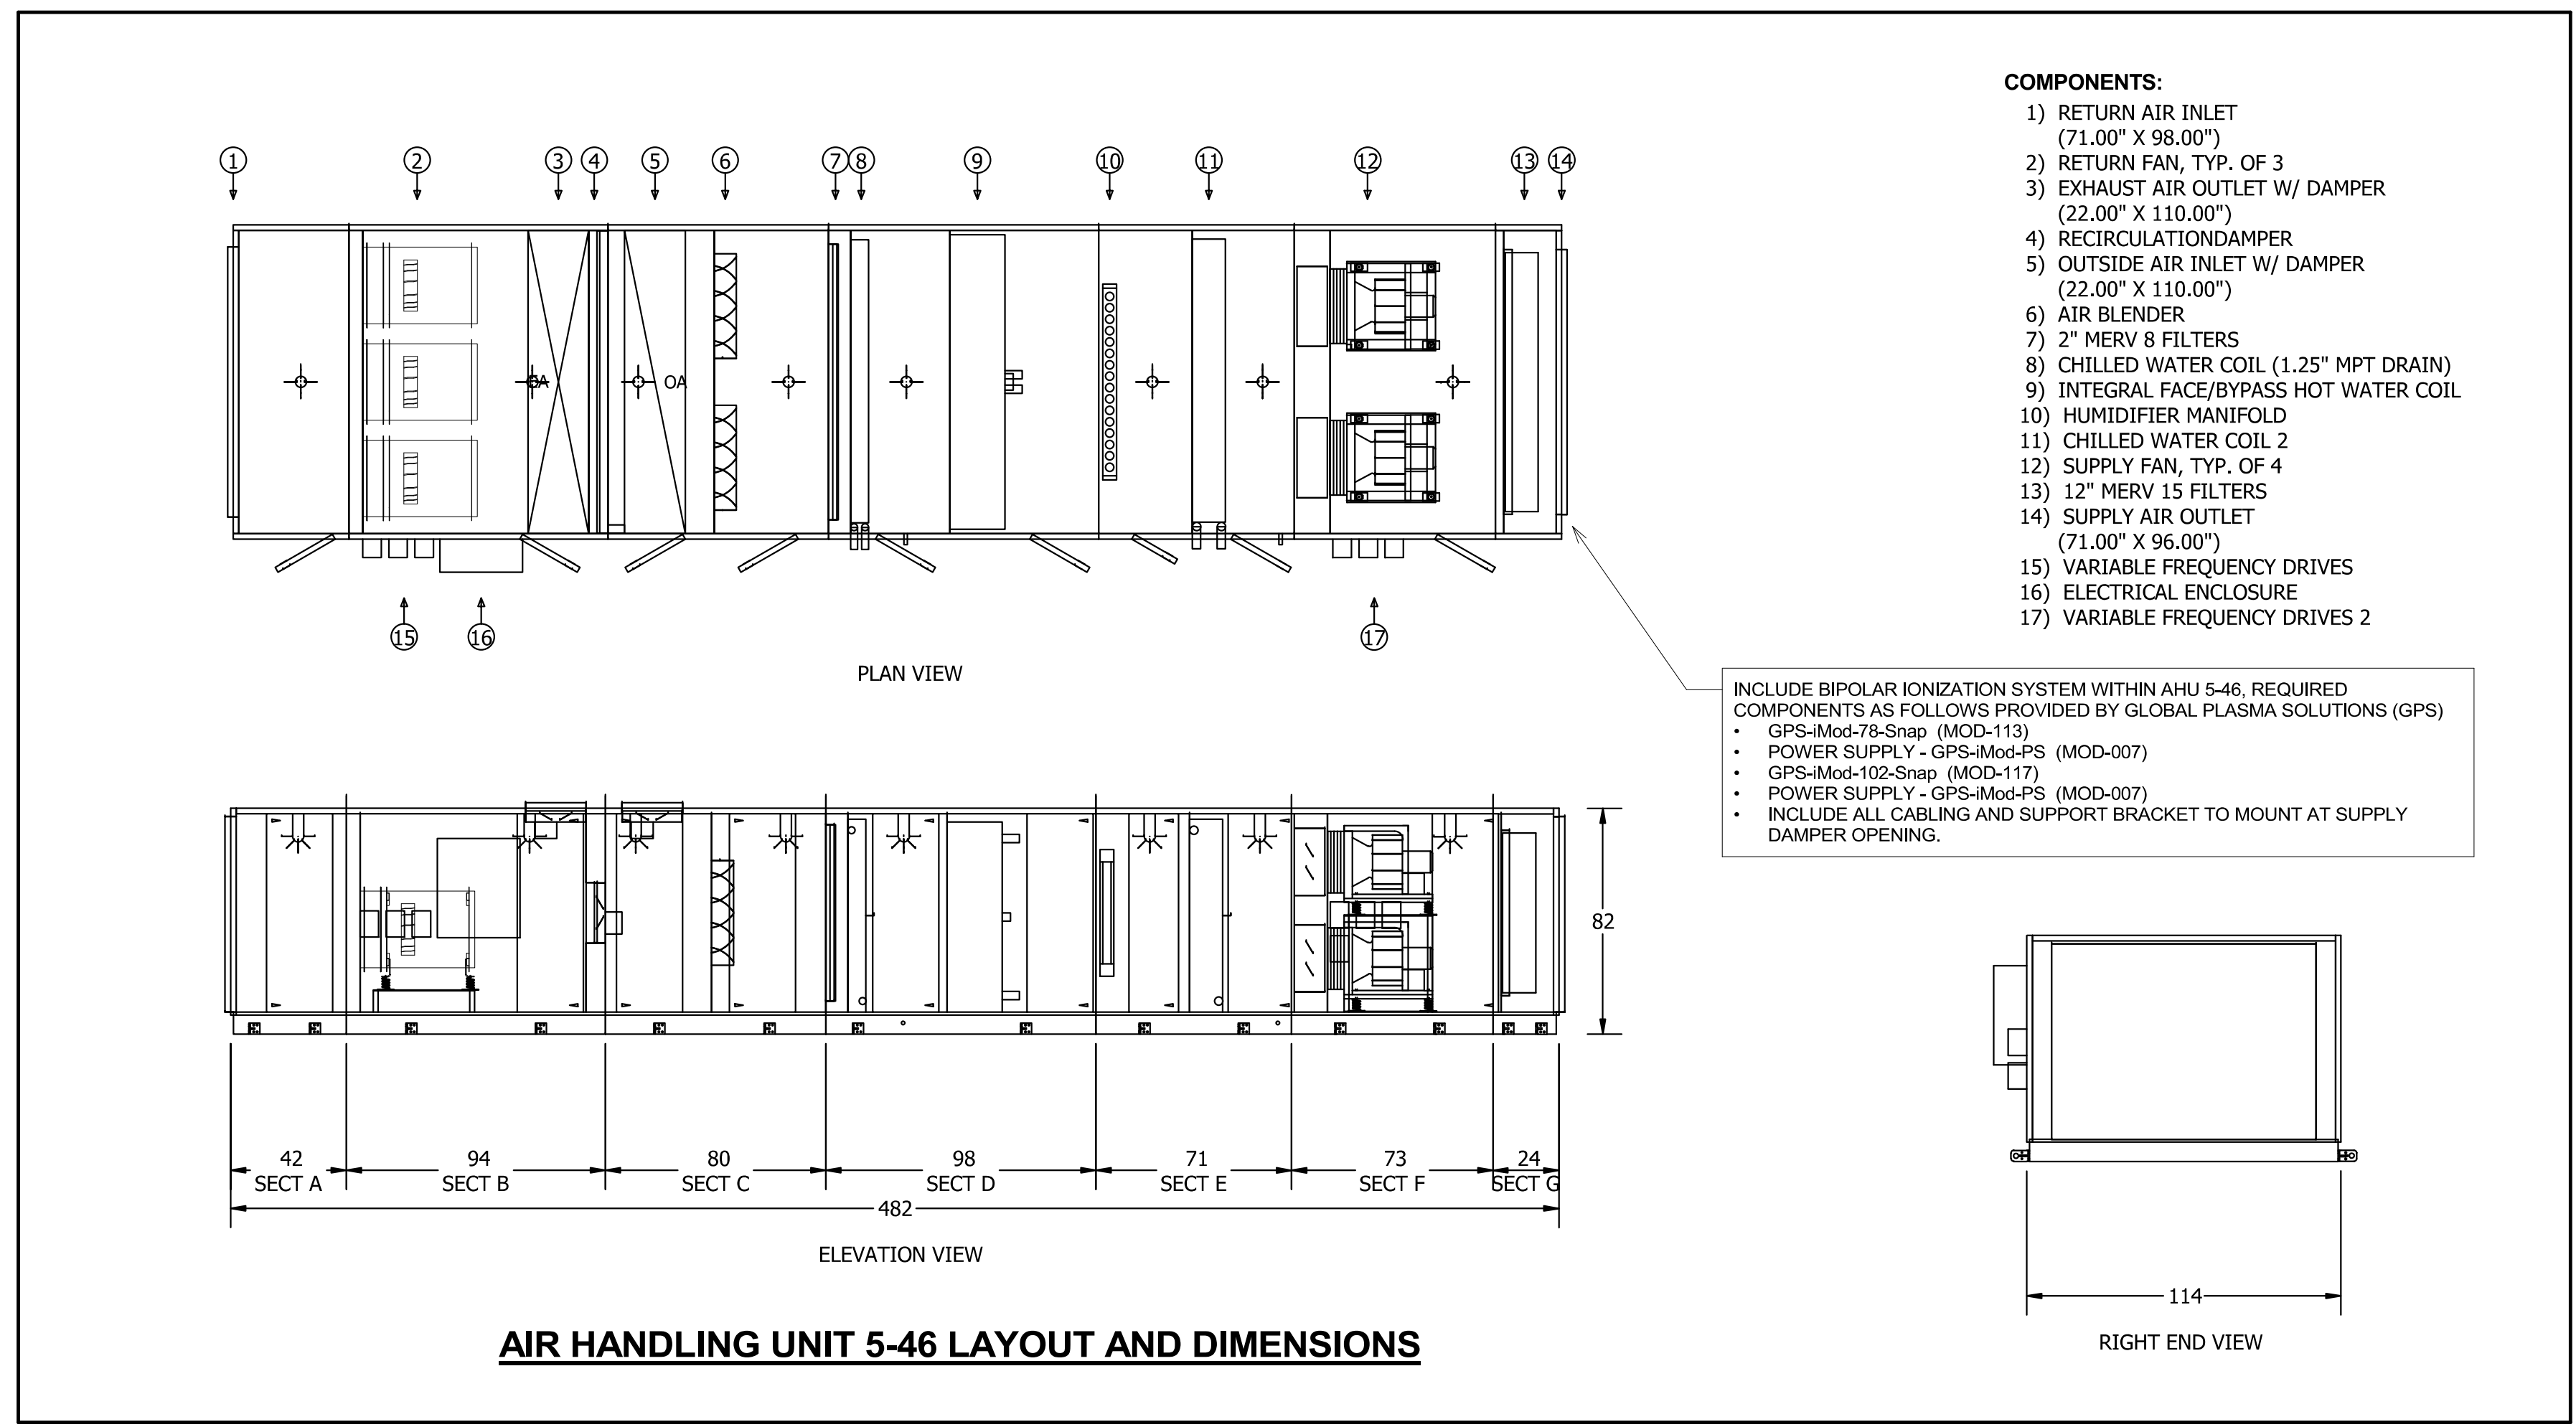 COMPONENTS:
1) RETURN AIR INLET
(71.00" X 98.00")
2) RETURN FAN, TYP. OF 3
3) EXHAUST AIR OUTLET W/ DAMPER
(22.00" X 110.00")
4) RECIRCULATIONDAMPER
5) OUTSIDE AIR INLET W/ DAMPER
(22.00" X 110.00")
6) AIR BLENDER
7) 2" MERV 8 FILTERS
8) CHILLED WATER COIL (1.25" MPT DRAIN)
9) INTEGRAL FACE/BYPASS HOT WATER COIL
10) HUMIDIFIER MANIFOLD
11) CHILLED WATER COIL 2
12) SUPPLY FAN, TYP. OF 4
13) 12" MERV 15 FILTERS
14) SUPPLY AIR OUTLET
(71.00" X 96.00")
15) VARIABLE FREQUENCY DRIVES
16) ELECTRICAL ENCLOSURE
17) VARIABLE FREQUENCY DRIVES 2
1 2 3 4 5 6 7 8 9 10 11 12 13 14
EA OA
15 16 17
PLAN VIEW
INCLUDE BIPOLAR IONIZATION SYSTEM WITHIN AHU 5-46, REQUIRED
COMPONENTS AS FOLLOWS PROVIDED BY GLOBAL PLASMA SOLUTIONS (GPS)
• GPS-iMod-78-Snap (MOD-113)
• POWER SUPPLY - GPS-iMod-PS (MOD-007)
• GPS-iMod-102-Snap (MOD-117)
• POWER SUPPLY - GPS-iMod-PS (MOD-007)
• INCLUDE ALL CABLING AND SUPPORT BRACKET TO MOUNT AT SUPPLY
DAMPER OPENING.
82
42 94 80 98 71 73 24
SECT A SECT B SECT C SECT D SECT E SECT F SECT G
482
ELEVATION VIEW
114
RIGHT END VIEW
AIR HANDLING UNIT 5-46 LAYOUT AND DIMENSIONS